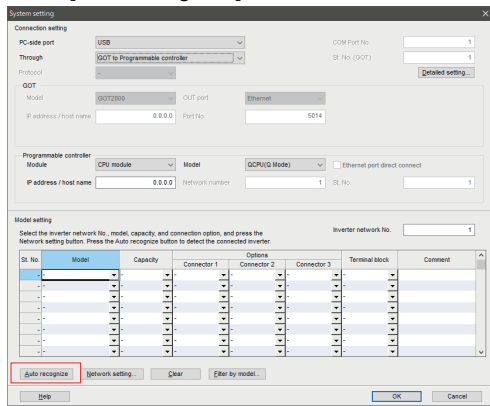 System setting
Connection setting
PC-side port USB COM Port No. 1
Through GOT to Programmable controller St. No. (GOT) 1
Protocol - Detailed setting...
GOT
Model GOT2000 OUT port Ethernet
IP address / host name 0.0.0.0 Port No. 5014
Programmable controller
Module CPU module Model QCPU(Q Mode) Ethernet port direct connect
IP address / host name 0.0.0.0 Network number 1 St. No. 1
Model setting
Select the inverter network No., model, capacity, and connection option, and press the
Network setting button. Press the Auto recognize button to detect the connected inverter.
Inverter network No. 1
St. No. Model Capacity Options Terminal block Comment
Connector 1 Connector 2 Connector 3
- - - - - - -
- - - - - - -
- - - - - - -
- - - - - - -
- - - - - - -
- - - - - - -
- - - - - - -
- - - - - - -
Auto recognize Network setting... Clear Filter by model...
Help OK Cancel